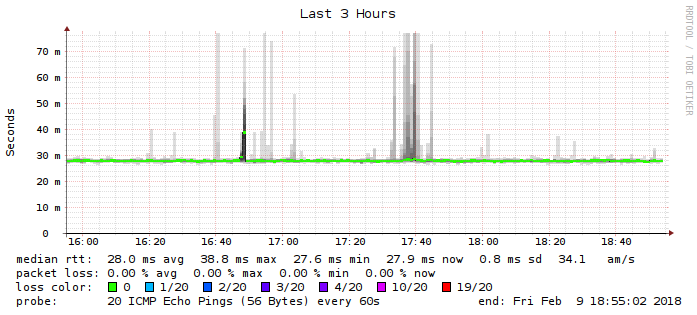 Last 3 Hours
RRDTOOL / TOBI OETIKER
Seconds
70 m
60 m
50 m
40 m
30 m
20 m
10 m
0
16:00 16:20 16:40 17:00 17:20 17:40 18:00 18:20 18:40
median rtt: 28.0 ms avg 38.8 ms max 27.6 ms min 27.9 ms now 0.8 ms sd 34.1 am/s
packet loss: 0.00 % avg 0.00 % max 0.00 % min 0.00 % now
loss color: 0 1/20 2/20 3/20 4/20 10/20 19/20
probe: 20 ICMP Echo Pings (56 Bytes) every 60s end: Fri Feb 9 18:55:02 2018